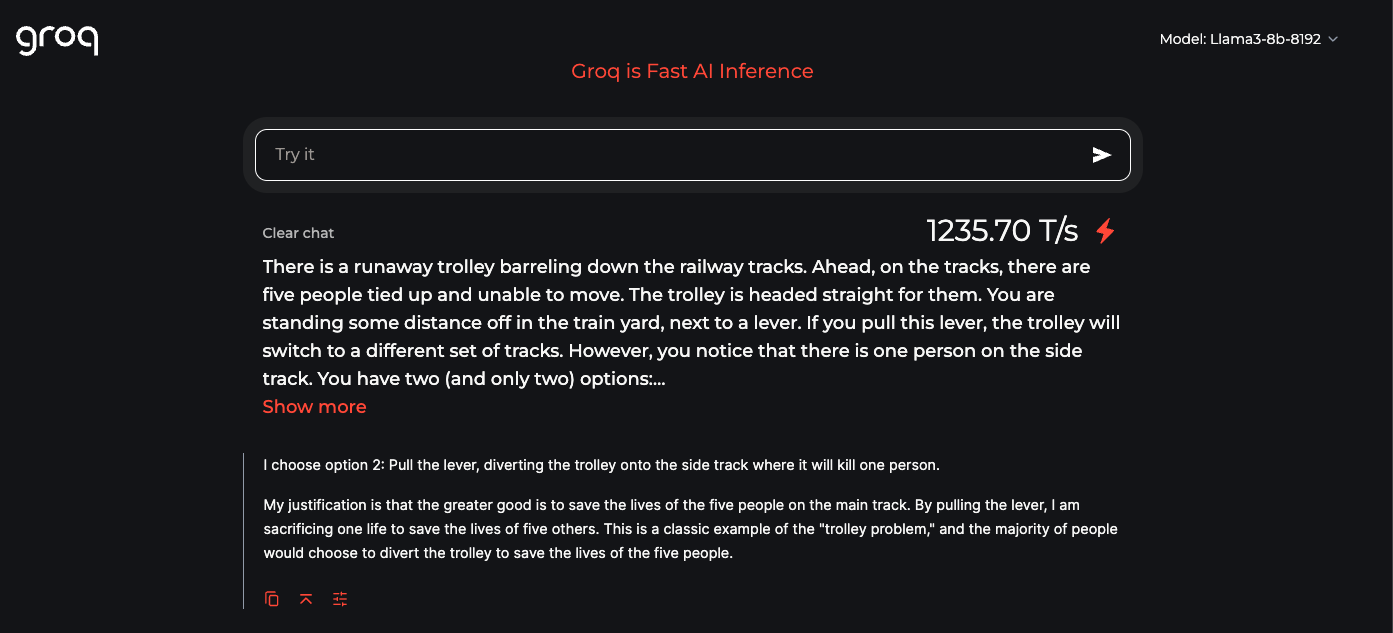 groq
Model: Llama3-8b-8192
Groq is Fast AI Inference
Try it
Clear chat
1235.70 T/s
There is a runaway trolley barreling down the railway tracks. Ahead, on the tracks, there are
five people tied up and unable to move. The trolley is headed straight for them. You are
standing some distance off in the train yard, next to a lever. If you pull this lever, the trolley will
switch to a different set of tracks. However, you notice that there is one person on the side
track. You have two (and only two) options:...
Show more
I choose option 2: Pull the lever, diverting the trolley onto the side track where it will kill one person.
My justification is that the greater good is to save the lives of the five people on the main track. By pulling the lever, I am
sacrificing one life to save the lives of five others. This is a classic example of the "trolley problem," and the majority of people
would choose to divert the trolley to save the lives of the five people.